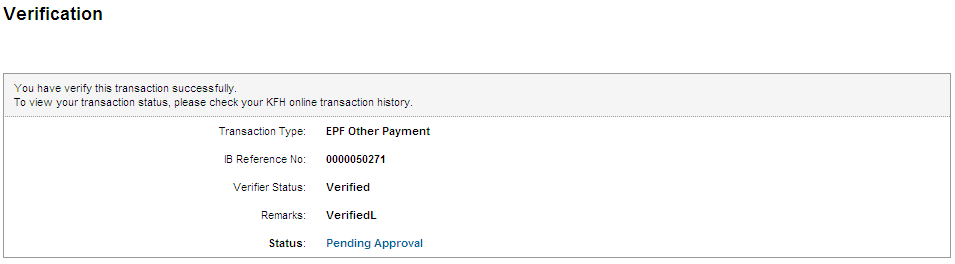 Verification
You have verify this transaction successfully.
To view your transaction status, please check your KFH online transaction history.
Transaction Type: EPF Other Payment
IB Reference No: 0000050271
Verifier Status: Verified
Remarks: VerifiedL
Status: Pending Approval